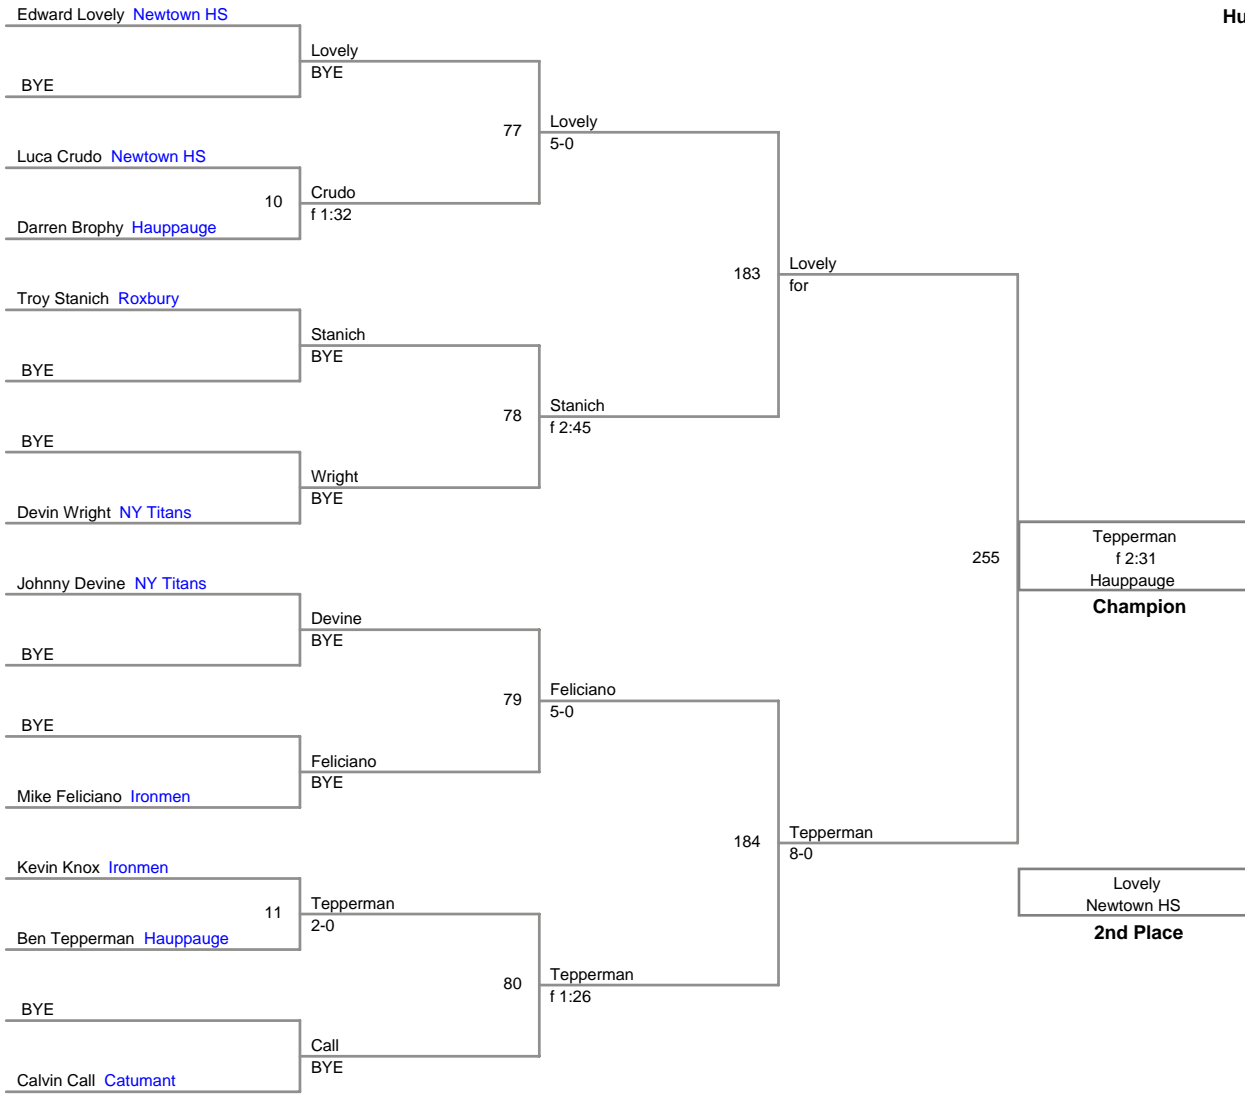 Edward Lovely Newtown HS
Hu
Lovely
BYE
BYE
77
Lovely
5-0
Luca Crudo Newtown HS
10
Crudo
f 1:32
Darren Brophy Hauppauge
183
Lovely
for
Troy Stanich Roxbury
Stanich
BYE
BYE
78
Stanich
f 2:45
BYE
Wright
BYE
Devin Wright NY Titans
255
Tepperman
f 2:31
Hauppauge
Champion
Johnny Devine NY Titans
Devine
BYE
BYE
79
Feliciano
5-0
BYE
Feliciano
BYE
Mike Feliciano Ironmen
184
Tepperman
8-0
Kevin Knox Ironmen
11
Tepperman
2-0
Ben Tepperman Hauppauge
Lovely
Newtown HS
2nd Place
80
Tepperman
f 1:26
BYE
Call
BYE
Calvin Call Catumant